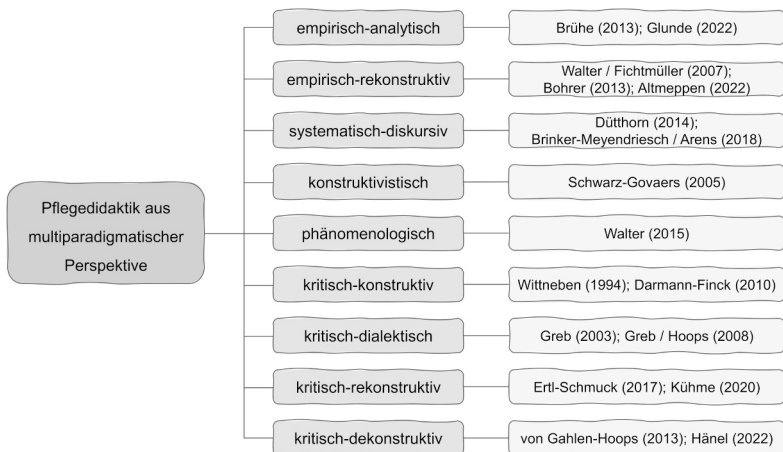 Pflegedidaktik aus
multiparadigmatischer
Perspektive
empirisch-analytisch
Brühe (2013); Glunde (2022)
empirisch-rekonstruktiv
Walter / Fichtmüller (2007);
Bohrer (2013); Altmeppen (2022)
systematisch-diskursiv
Dütthorn (2014);
Brinker-Meyendriesch / Arens (2018)
konstruktivistisch
Schwarz-Govaers (2005)
phänomenologisch
Walter (2015)
kritisch-konstruktiv
Wittneben (1994); Darmann-Finck (2010)
kritisch-dialektisch
Greb (2003); Greb / Hoops (2008)
kritisch-rekonstruktiv
Ertl-Schmuck (2017); Kühme (2020)
kritisch-dekonstruktiv
von Gahlen-Hoops (2013); Hänel (2022)